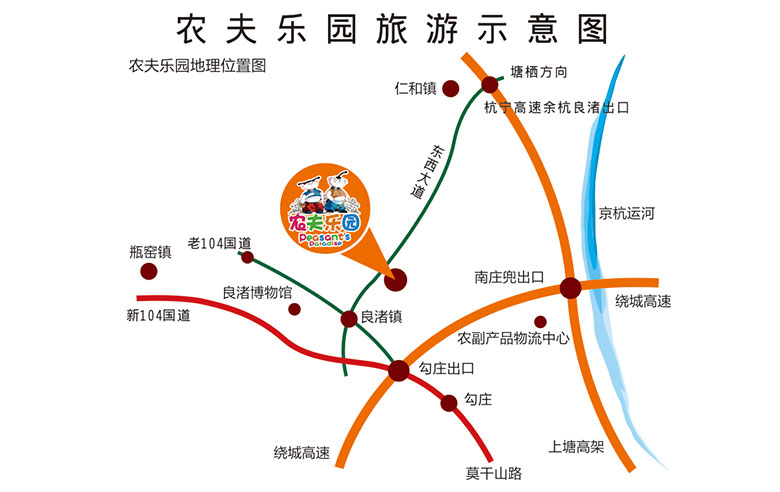 农夫乐园旅游示意图
农夫乐园地理位置图
塘栖方向
仁和镇
杭宁高速余杭良渚出口
东西大道
农夫乐园
Peasant's
Paradise
京杭运河
老104国道
瓶窑镇
南庄兜出口
绕城高速
良渚博物馆
新104国道
良渚镇
农副产品物流中心
勾庄出口
勾庄
上塘高架
绕城高速
莫干山路